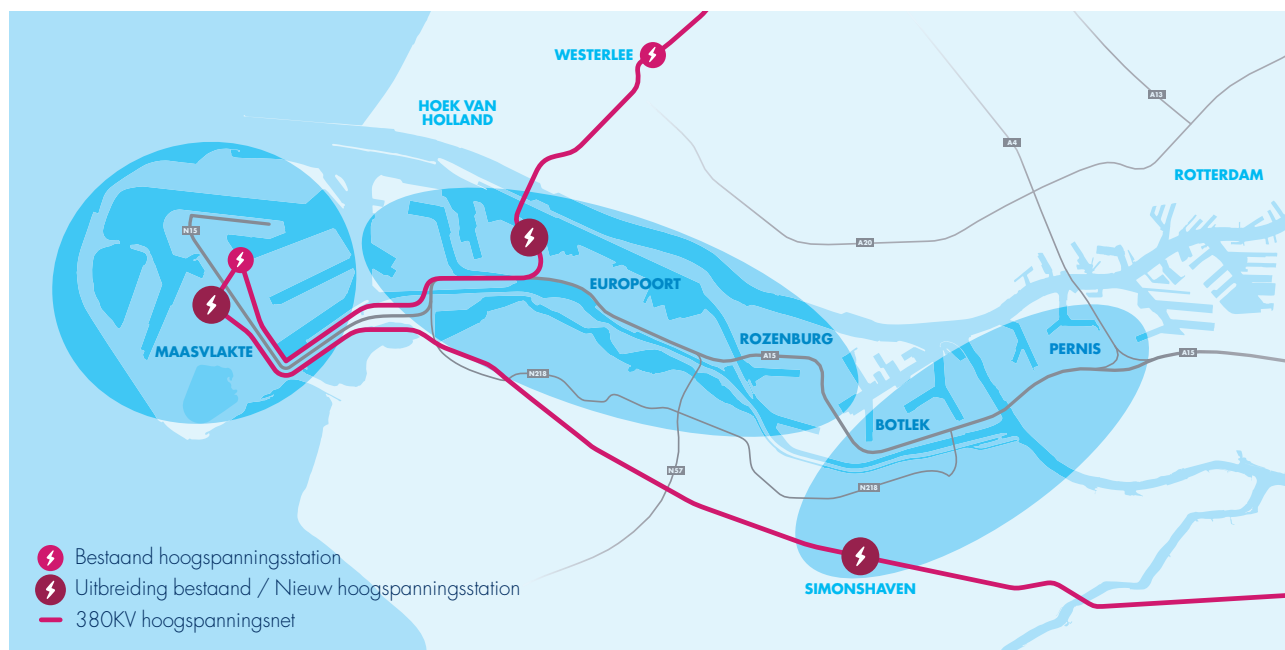 WESTERLEE
HOEK VAN
HOLLAND
A13
A4
ROTTERDAM
N15
A20
EUROPOORT
ROZENBURG
MAASVLAKTE
A15
PERNIS
A15
N218
BOTLEK
N57
N218
SIMONSHAVEN
Bestaand hoogspanningsstation
Uitbreiding bestaand / Nieuw hoogspanningsstation
380KV hoogspanningsnet